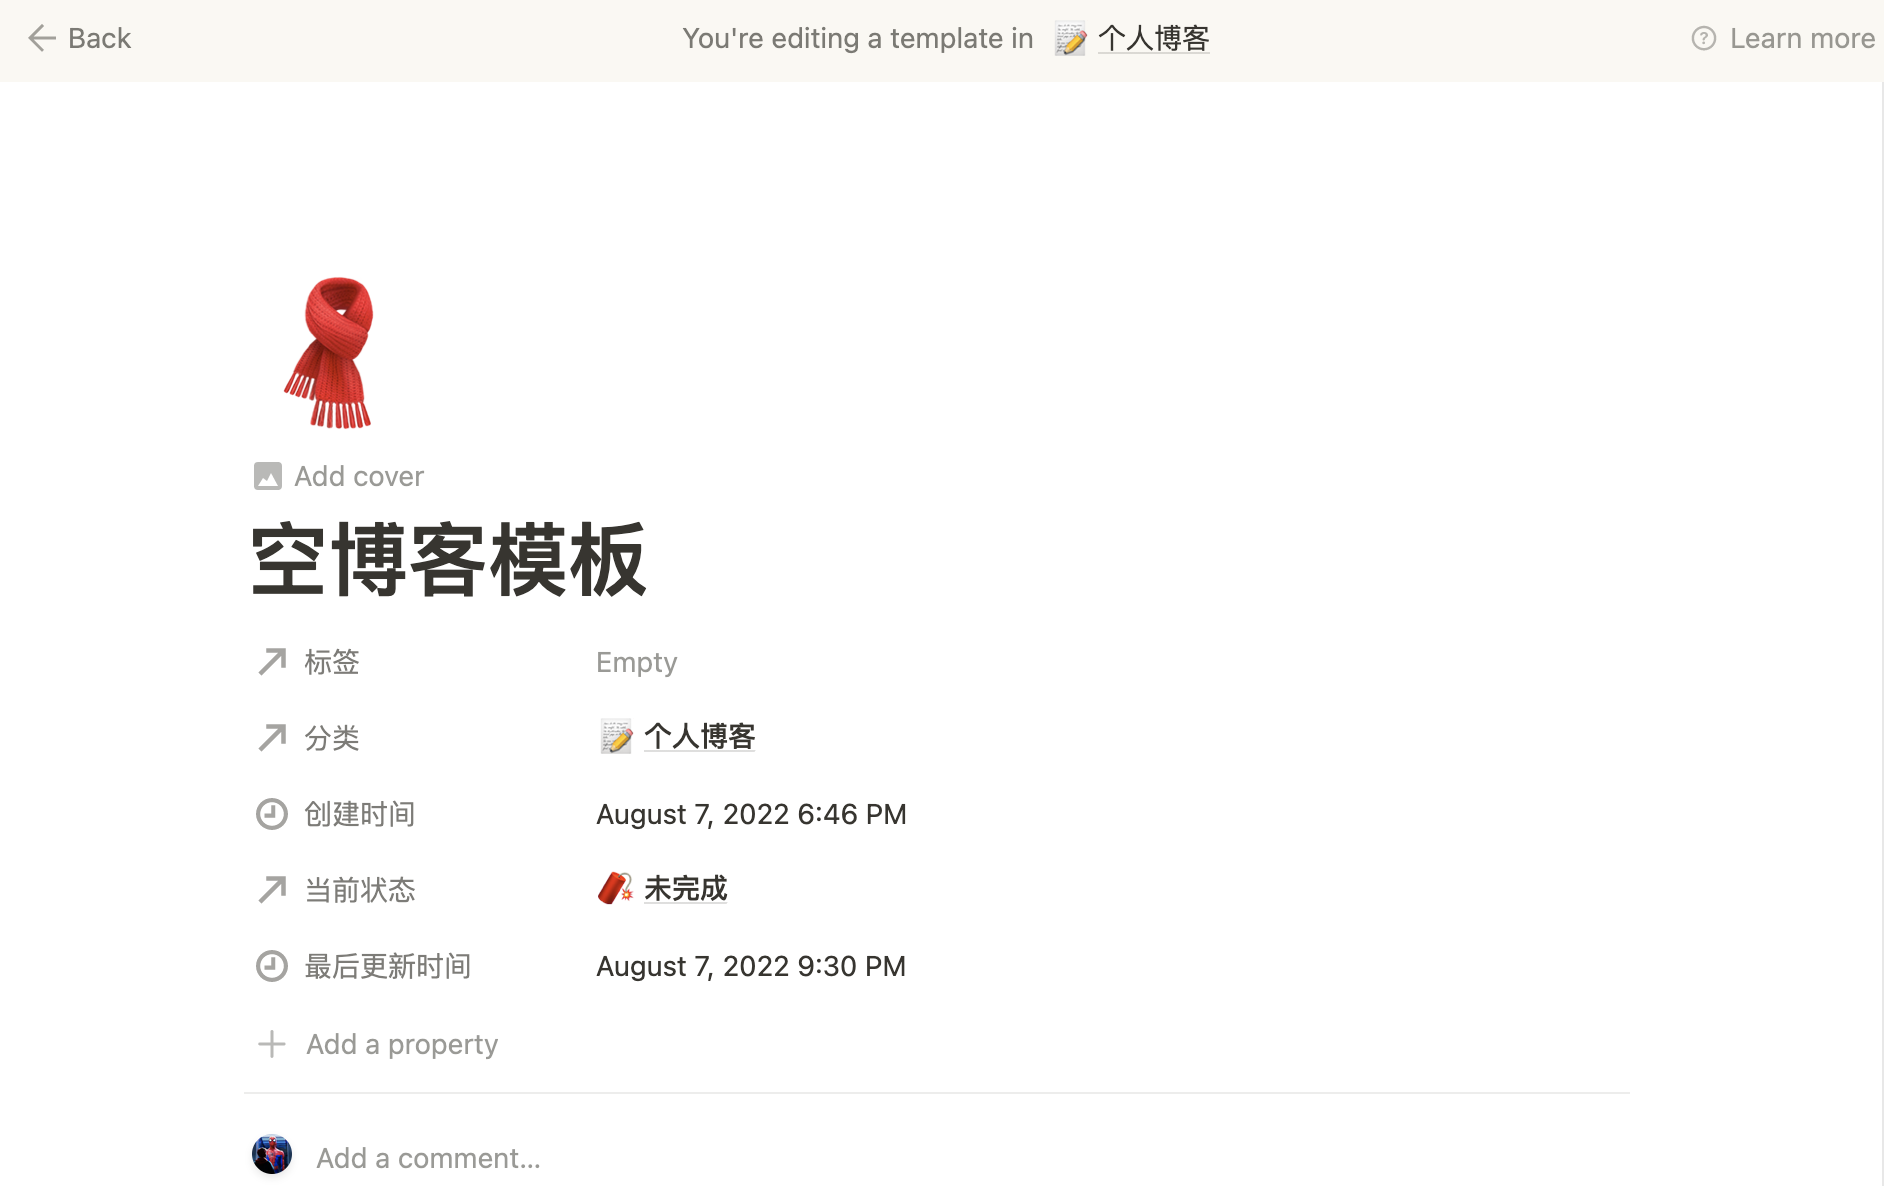 Back
You're editing a template in 个人博客
Learn more
Add cover
空博客模板
标签 Empty
分类 个人博客
创建时间 August 7, 2022 6:46 PM
当前状态 未完成
最后更新时间 August 7, 2022 9:30 PM
Add a property
Add a comment...